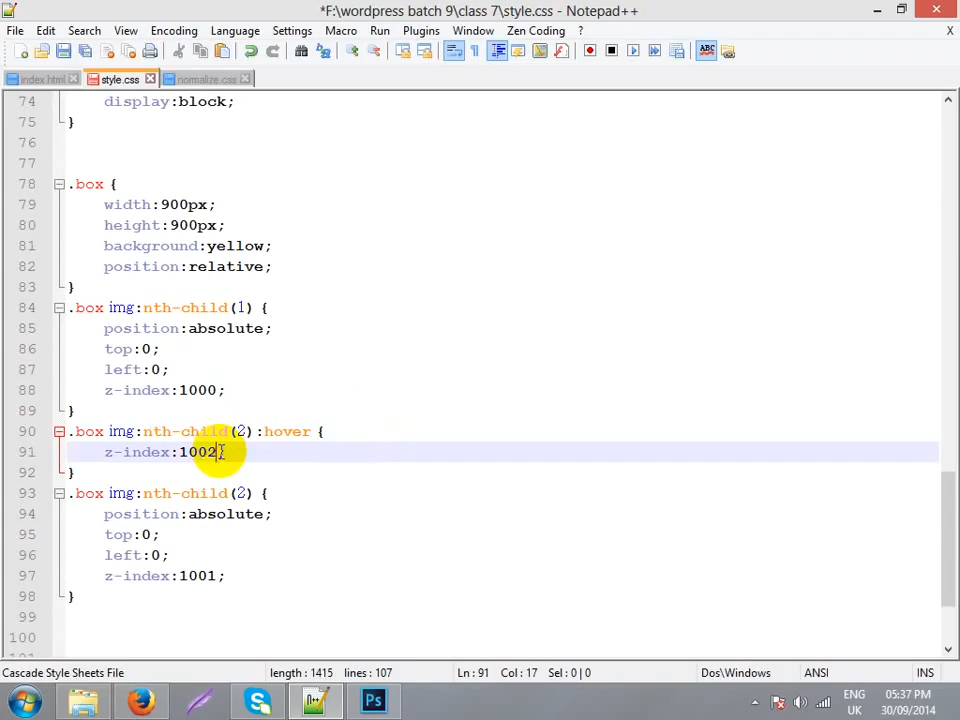 *F:\wordpress batch 9\class 7\style.css - Notepad++
File Edit Search View Encoding Language Settings Macro Run Plugins Window Zen Coding ? X
index.html style.css normalize.css
74 display:block;
75 }
76
77
78 .box {
79 width:900px;
80 height:900px;
81 background:yellow;
82 position:relative;
83 }
84 .box img:nth-child(1) {
85 position:absolute;
86 top:0;
87 left:0;
88 z-index:1000;
89 }
90 .box img:nth-child(2):hover {
91 z-index:1002
92 }
93 .box img:nth-child(2) {
94 position:absolute;
95 top:0;
96 left:0;
97 z-index:1001;
98 }
99
100
Cascade Style Sheets File length : 1415 lines : 107 Ln : 91 Col : 17 Sel : 0 | 0 Dos\Windows ANSI INS
ENG 05:37 PM
UK 30/09/2014